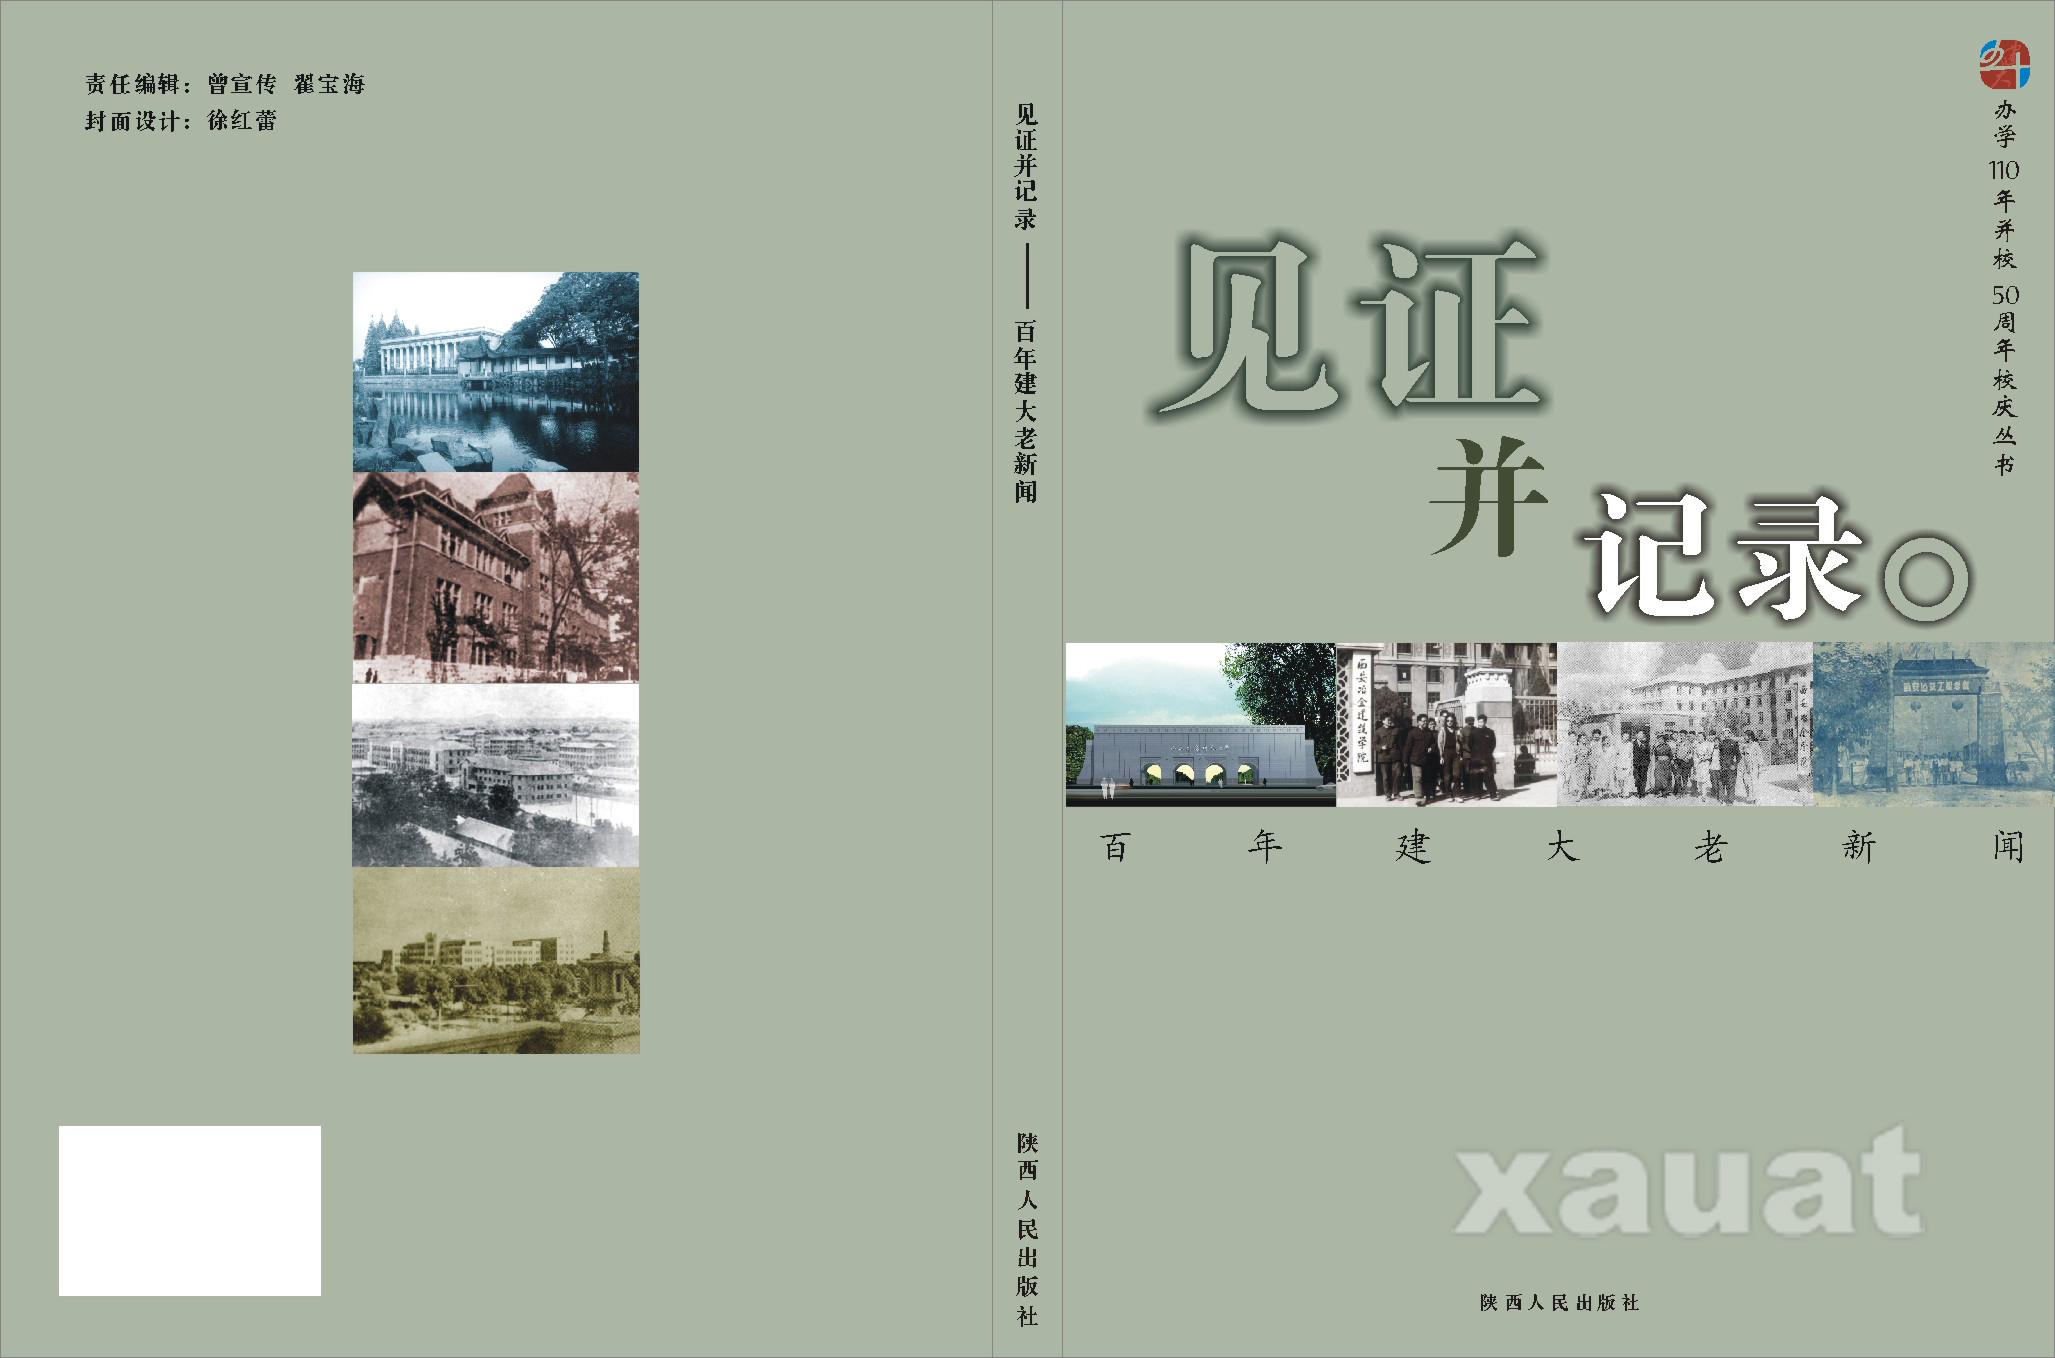 责任编辑：曾宣传 翟宝海
封面设计：徐红蕾
见证并记录——百年建大老新闻
陕西人民出版社
办学110年并校50周年校庆丛书
见证
并
记录
西安冶金建筑学院
百年建大老新闻
xauat
陕西人民出版社